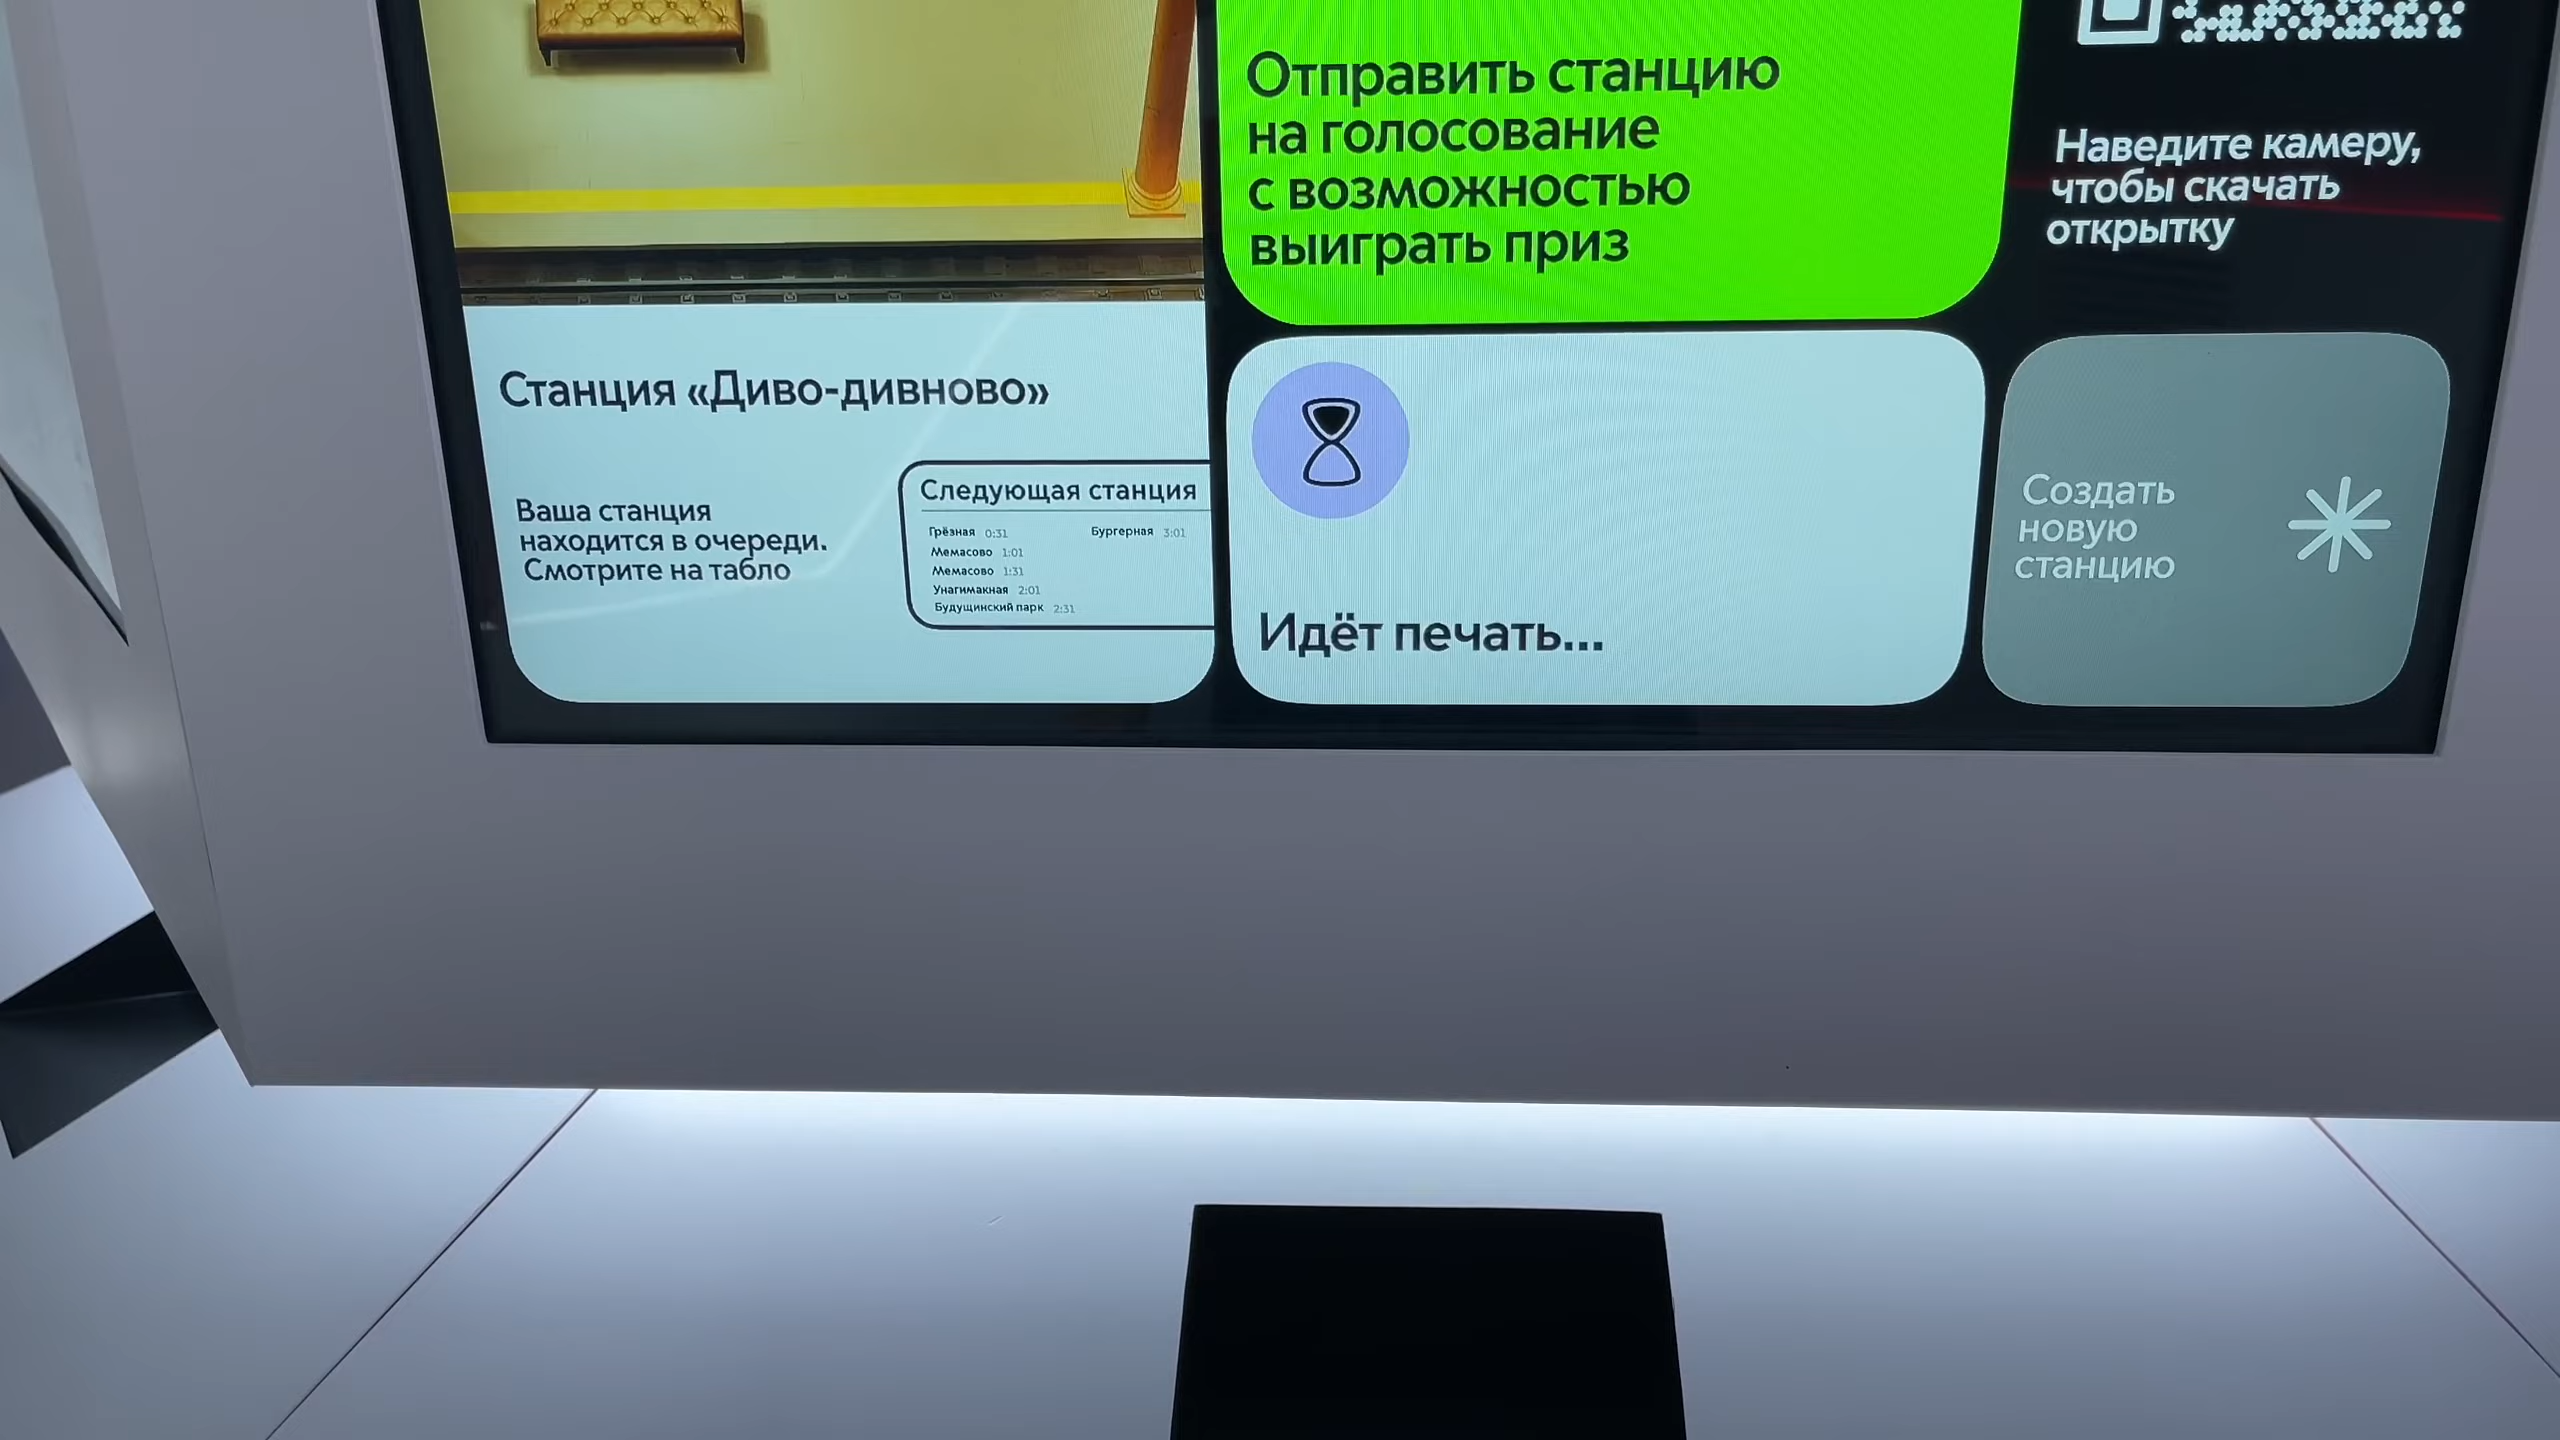 Отправить станцию
на голосование
с возможностью
выиграть приз
Наведите камеру,
чтобы скачать
открытку
Станция «Диво-дивново»
Ваша станция
находится в очереди.
Смотрите на табло
Следующая станция
Грёзная 0:31
Мемасово 1:01
Мемасово 1:31
Унагимакная 2:01
Будущинский парк 2:31
Бургерная 3:01
Идёт печать...
Создать
новую
станцию